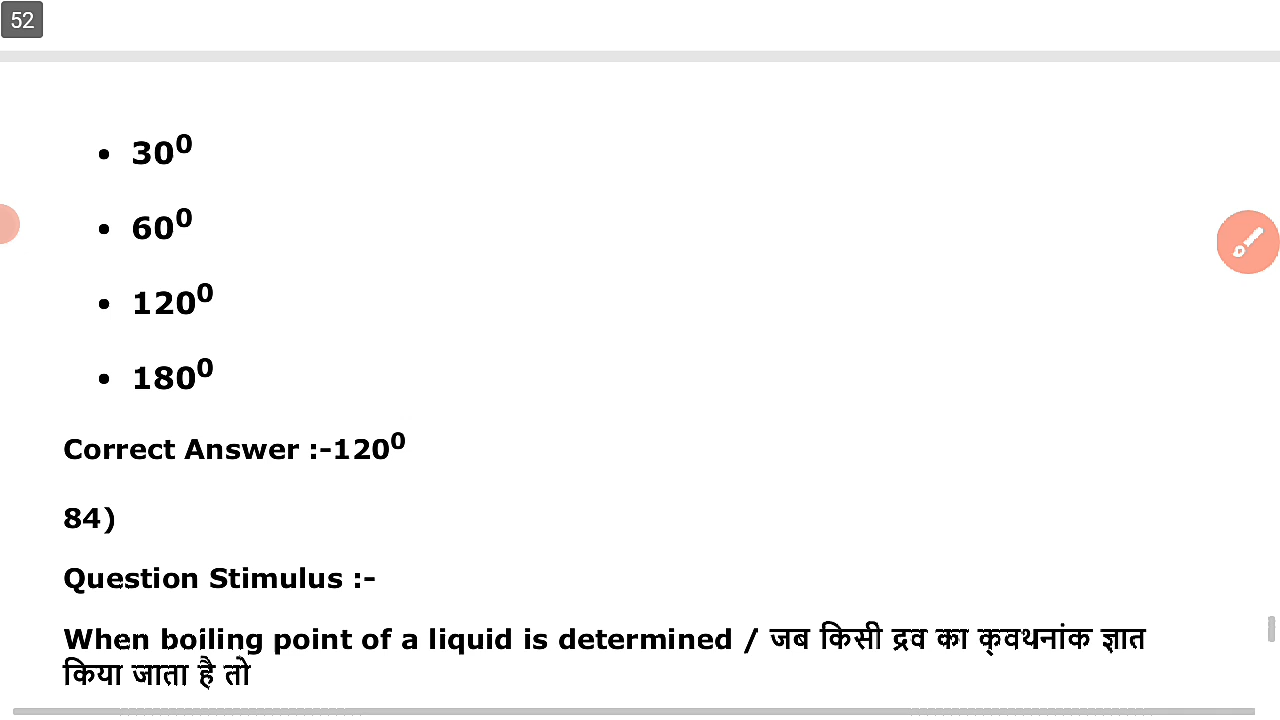 52
• 30⁰
• 60⁰
• 120⁰
• 180⁰
Correct Answer :-120⁰
84)
Question Stimulus :-
When boiling point of a liquid is determined / जब किसी द्रव का क्‌वथनांक ज्ञात
किया जाता है तो